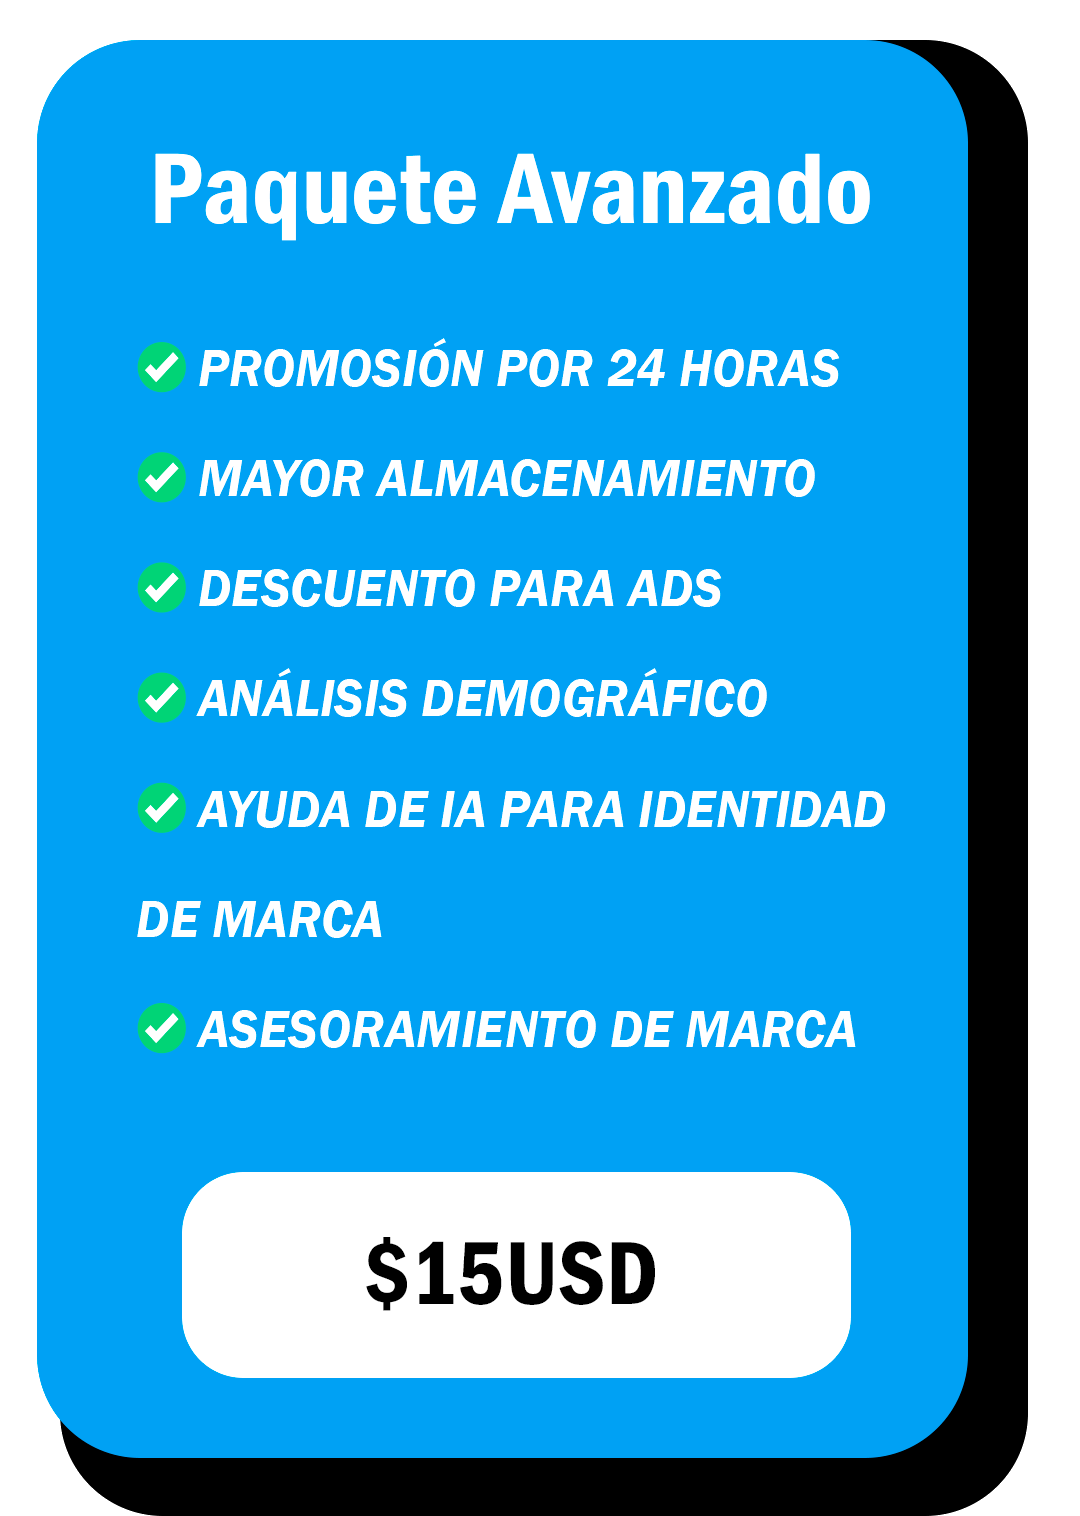 Paquete Avanzado
PROMOSIÓN POR 24 HORAS
MAYOR ALMACENAMIENTO
DESCUENTO PARA ADS
ANÁLISIS DEMOGRÁFICO
AYUDA DE IA PARA IDENTIDAD
DE MARCA
ASESORAMIENTO DE MARCA
$15USD